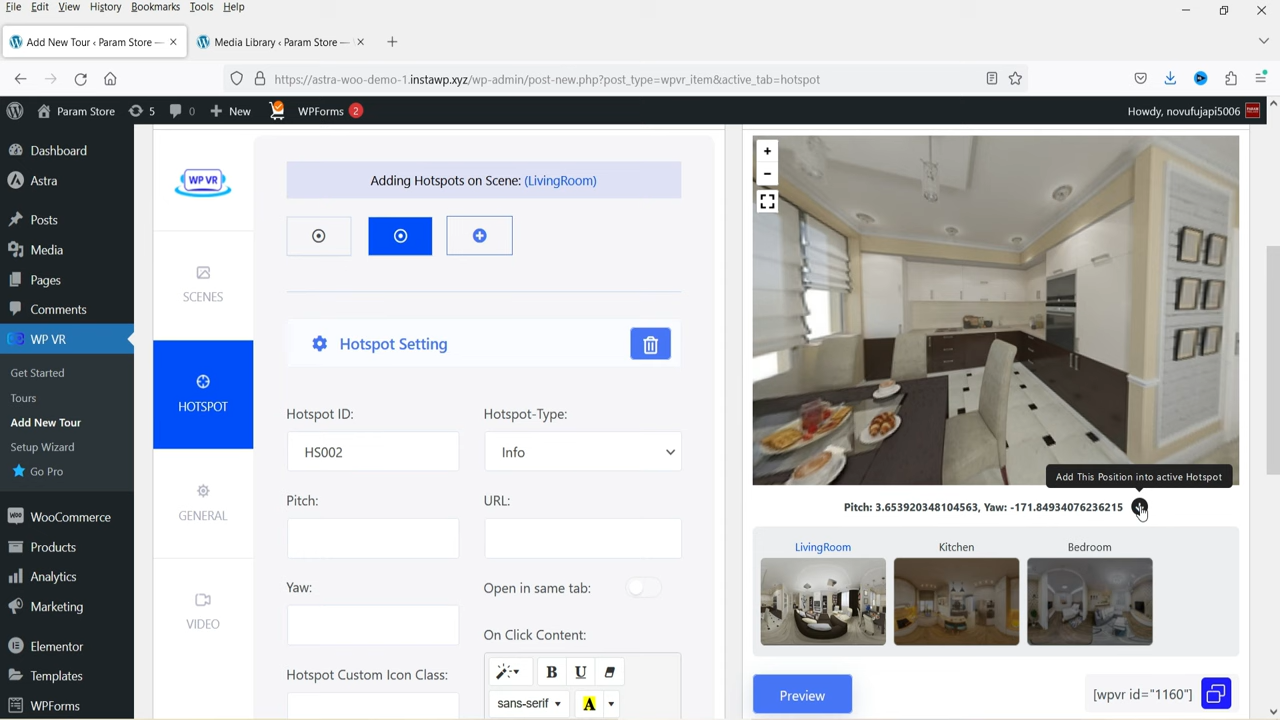 File Edit View History Bookmarks Tools Help
Add New Tour ‹ Param Store —
Media Library ‹ Param Store —
https://astra-woo-demo-1.instawp.xyz/wp-admin/post-new.php?post_type=wpvr_item&active_tab=hotspot
Param Store 5 0 New WPForms 2
Howdy, novufujapi5006
Dashboard
Astra
Posts
Media
Pages
Comments
WP VR
Get Started
Tours
Add New Tour
Setup Wizard
Go Pro
WooCommerce
Products
Analytics
Marketing
Elementor
Templates
WPForms
WP VR
SCENES
HOTSPOT
GENERAL
VIDEO
Adding Hotspots on Scene: (LivingRoom)
Hotspot Setting
Hotspot ID:
Hotspot-Type:
HS002
Info
Pitch:
URL:
Yaw:
Open in same tab:
On Click Content:
Hotspot Custom Icon Class:
B U
sans-serif A
+
−
Add This Position into active Hotspot
Pitch: 3.653920348104563, Yaw: -171.84934076236215
LivingRoom
Kitchen
Bedroom
Preview
[wpvr id="1160"]